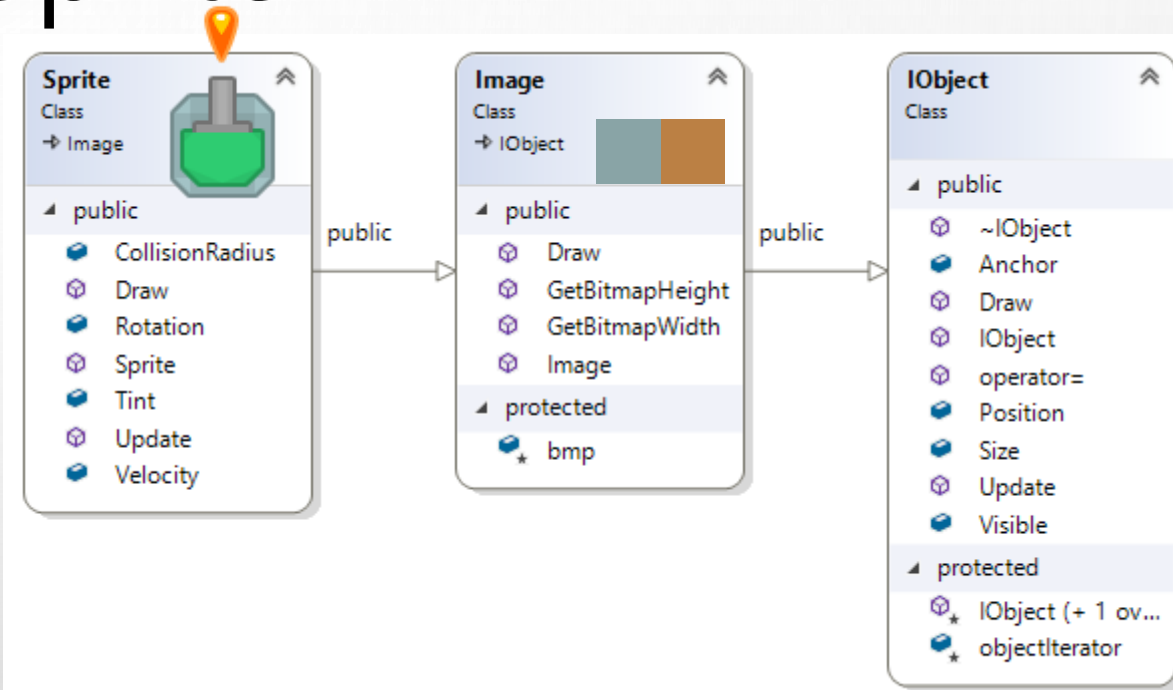 Sprite
Class
→ Image
public
CollisionRadius
Draw
Rotation
Sprite
Tint
Update
Velocity
public
Image
Class
→ IObject
public
Draw
GetBitmapHeight
GetBitmapWidth
Image
protected
bmp
public
IObject
Class
public
~IObject
Anchor
Draw
IObject
operator=
Position
Size
Update
Visible
protected
IObject (+ 1 ov...
objectIterator